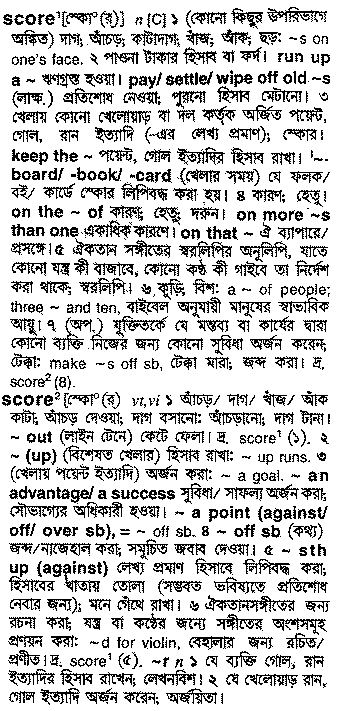 score¹[স্কো°(র্)] n [C] ১ (কোনো কিছুর উপরিভাগে
অঙ্কিত) দাগ; আঁচড়; কাটাদাগ; খাঁজ; আঁক; ছড়: ~s on
one's face. ২ পাওনা টাকার হিসাব বা ফর্দ। run up
a ~ ঋণগ্রস্ত হওয়া। pay/ settle/ wipe off old ~s
(লাক্ষ.) প্রতিশোধ নেওয়া; পুরনো হিসাব মেটানো। ৩
খেলায় কোনো খেলোয়াড় বা দল কর্তৃক অর্জিত পয়েন্ট,
গোল, রান ইত্যাদি (-এর লেখ্য প্রমাণ); স্কোর।
keep the ~ পয়েন্ট, গোল ইত্যাদির হিসাব রাখা। '~-
board/ -book/ -card (খেলার সময়) যে ফলক/
বই/ কার্ডে স্কোর লিপিবদ্ধ করা হয়। ৪ কারণ; হেতু।
on the ~ of কারণ; হেতু; দরুন। on more ~s
than one একাধিক কারণে। on that ~ ঐ ব্যাপারে/
প্রসঙ্গে। ৫ ঐকতান সঙ্গীতের স্বরলিপির অনুলিপি, যাতে
কোনো যন্ত্র কী বাজাবে, কোনো কণ্ঠ কী গাইবে তা নির্দেশ
করা থাকে; স্বরলিপি। ৬ কুড়ি; বিশ: a ~ of people;
three ~ and ten, বাইবেল অনুযায়ী মানুষের স্বাভাবিক
আয়ু। ৭ (অপ.) যুক্তিতর্কে যে মন্তব্য বা কার্যের দ্বারা
কোনো ব্যক্তি নিজের জন্য কোনো সুবিধা অর্জন করেন;
টেক্কা: make ~s off sb, টেক্কা মারা; জব্দ করা। দ্র.
score² (8).
score² [স্কো°(র্)] vt,vi ১ আঁচড়/ দাগ/ খাঁজ/ আঁক
কাটা; আঁচড় দেওয়া; দাগ বসানো; আঁচড়ানো; দাগ টানা।
~ out (লাইন টেনে) কেটে ফেলা। দ্র. score¹ (১). ২
~ (up) (বিশেষত খেলার) হিসাব রাখা: ~ up runs. ৩
(খেলায় পয়েন্ট ইত্যাদি) অর্জন করা: ~ a goal. ~ an
advantage/ a success সুবিধা/ সাফল্য অর্জন করা;
সৌভাগ্যের অধিকারী হওয়া। ~ a point (against/
off/ over sb), = ~ off sb. ৪ ~ off sb (কথ্য)
জব্দ/নাজেহাল করা; সমুচিত জবাব দেওয়া। ৫ ~ sth
up (against) লেখ্য প্রমাণ হিসাবে লিপিবদ্ধ করা;
হিসাবের খাতায় তোলা (সম্ভবত ভবিষ্যতে প্রতিশোধ
নেবার জন্য); মনে গেঁথে রাখা। ৬ ঐকতানসঙ্গীতের জন্য
রচনা করা; যন্ত্র বা কণ্ঠের জন্যে সঙ্গীতের অংশসমূহ
প্রণয়ন করা: ~d for violin, বেহালার জন্য রচিত/
প্রণীত। দ্র. score¹ (৫). ~r n ১ যে ব্যক্তি গোল, রান
ইত্যাদির হিসাব রাখেন; লেখনবিশ। ২ যে খেলোয়াড় রান,
গোল ইত্যাদি অর্জন করেন; অর্জয়িতা।